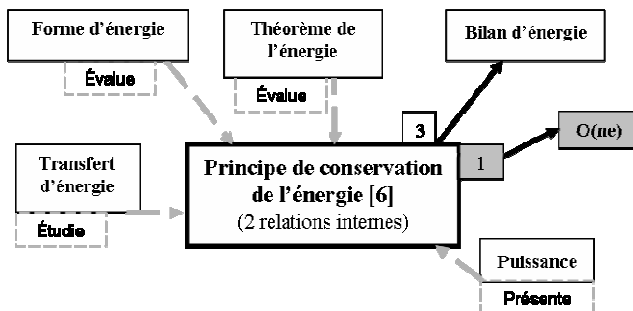 Forme d'énergie
Évalue
Théorème de
l'énergie
Évalue
Bilan d'énergie
3
1
O(ne)
Transfert
d'énergie
Étudie
Principe de conservation
de l'énergie [6]
(2 relations internes)
Puissance
Présente